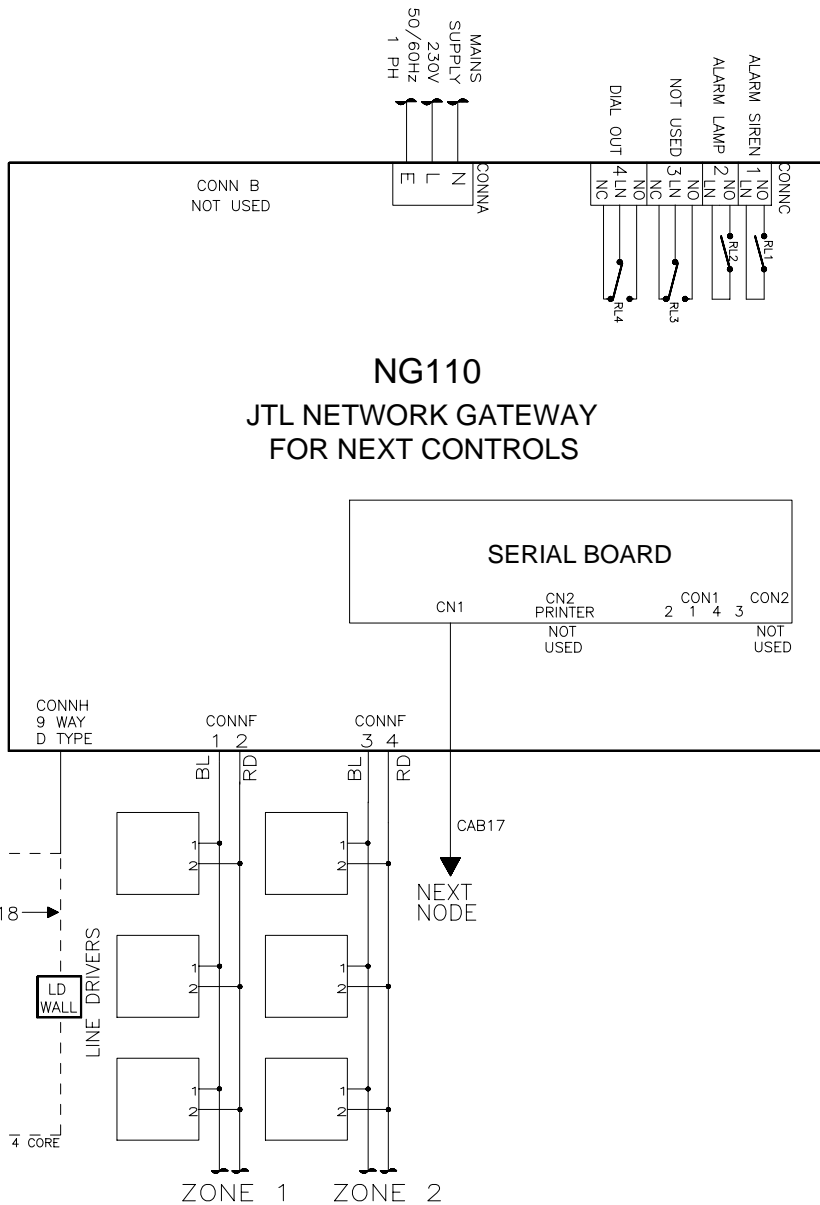 MAINS
SUPPLY
230V
50/60Hz
1 PH
DIAL OUT
NOT USED
ALARM LAMP
ALARM SIREN
CONN B
NOT USED
E
L
N
CONNA
NC
4 LN
NO
NC
3 LN
NO
LN
2
NO
LN
1
NO
CONNC
RL4
RL3
RL2
RL1
NG110
JTL NETWORK GATEWAY
FOR NEXT CONTROLS
SERIAL BOARD
CN1
CN2
PRINTER
NOT
USED
CON1
2 1 4 3
CON2
NOT
USED
CONNH
9 WAY
D TYPE
CONNF
1 2
CONNF
3 4
BL
RD
BL
RD
1
2
1
2
CAB17
NEXT
NODE
18
1
2
1
2
LD
WALL
LINE DRIVERS
1
2
1
2
4 CORE
ZONE 1
ZONE 2